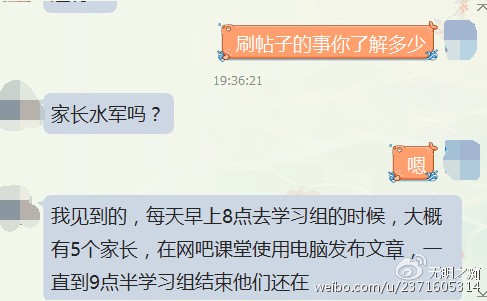 刷帖子的事你了解多少
19:36:21
家长水军吗？
嗯
我见到的，每天早上8点去学习组的时候，大概
有5个家长，在网吧课堂使用电脑发布文章，一
直到9点半学习组结束他们还在
weibo.com/u/2371605314